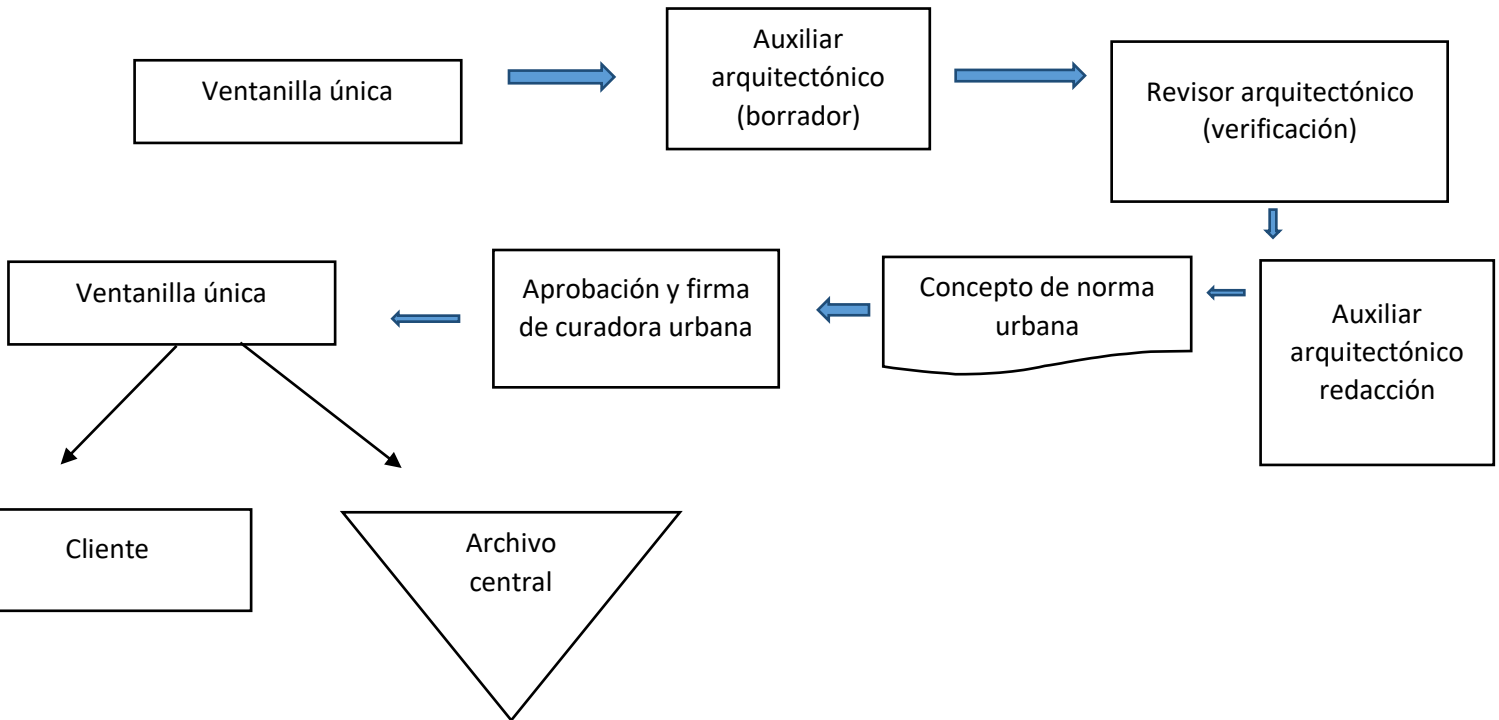 Ventanilla única
Auxiliar
arquitectónico
(borrador)
Revisor arquitectónico
(verificación)
Ventanilla única
Aprobación y firma
de curadora urbana
Concepto de norma
urbana
Auxiliar
arquitectónico
redacción
Cliente
Archivo
central